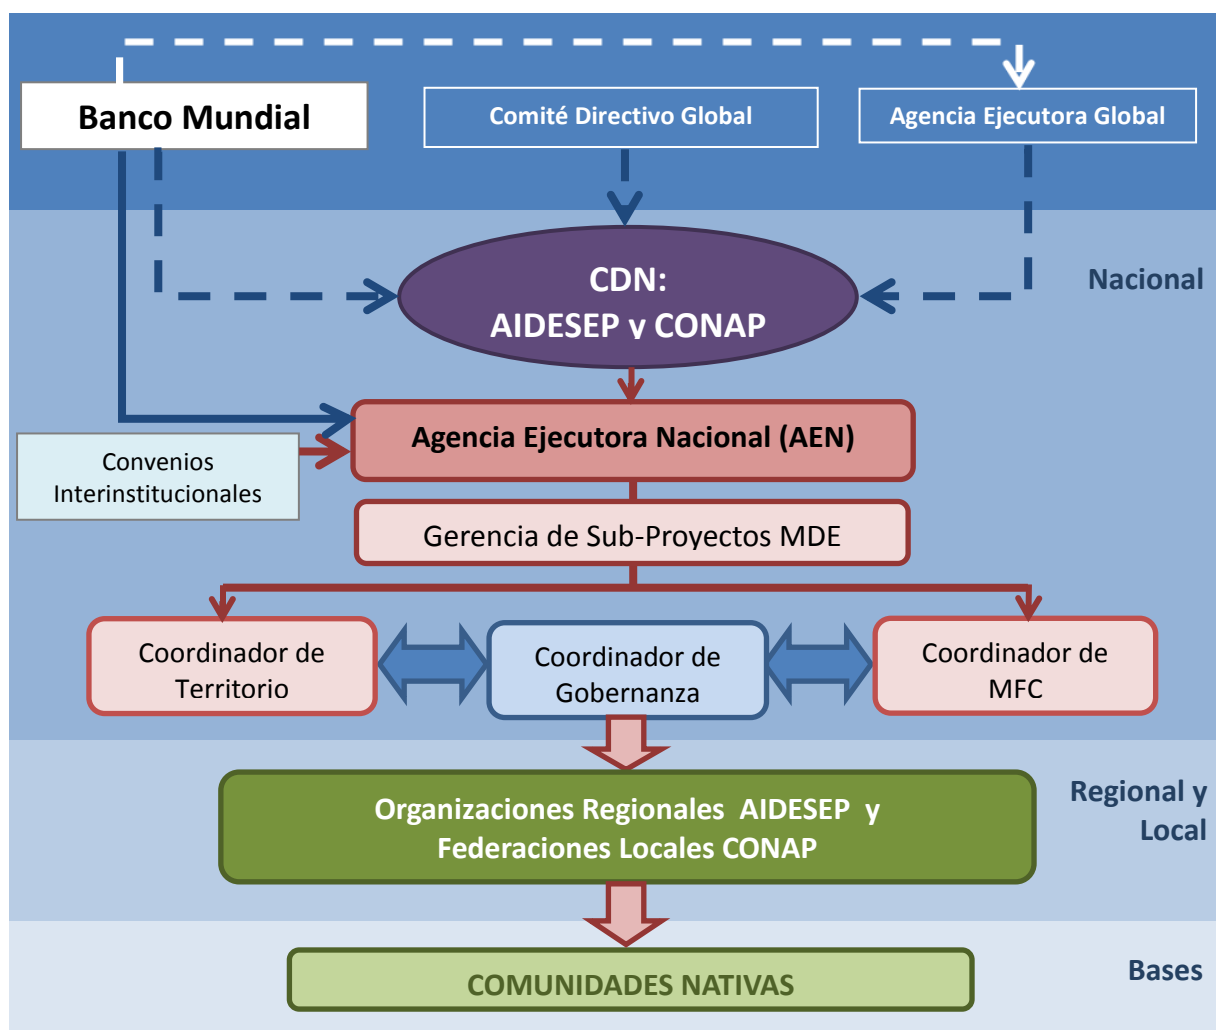 Banco Mundial
Comité Directivo Global
Agencia Ejecutora Global
CDN:
AIDESEP y CONAP
Nacional
Agencia Ejecutora Nacional (AEN)
Convenios
Interinstitucionales
Gerencia de Sub-Proyectos MDE
Coordinador de
Territorio
Coordinador de
Gobernanza
Coordinador de
MFC
Organizaciones Regionales AIDESEP y
Federaciones Locales CONAP
Regional y
Local
COMUNIDADES NATIVAS
Bases